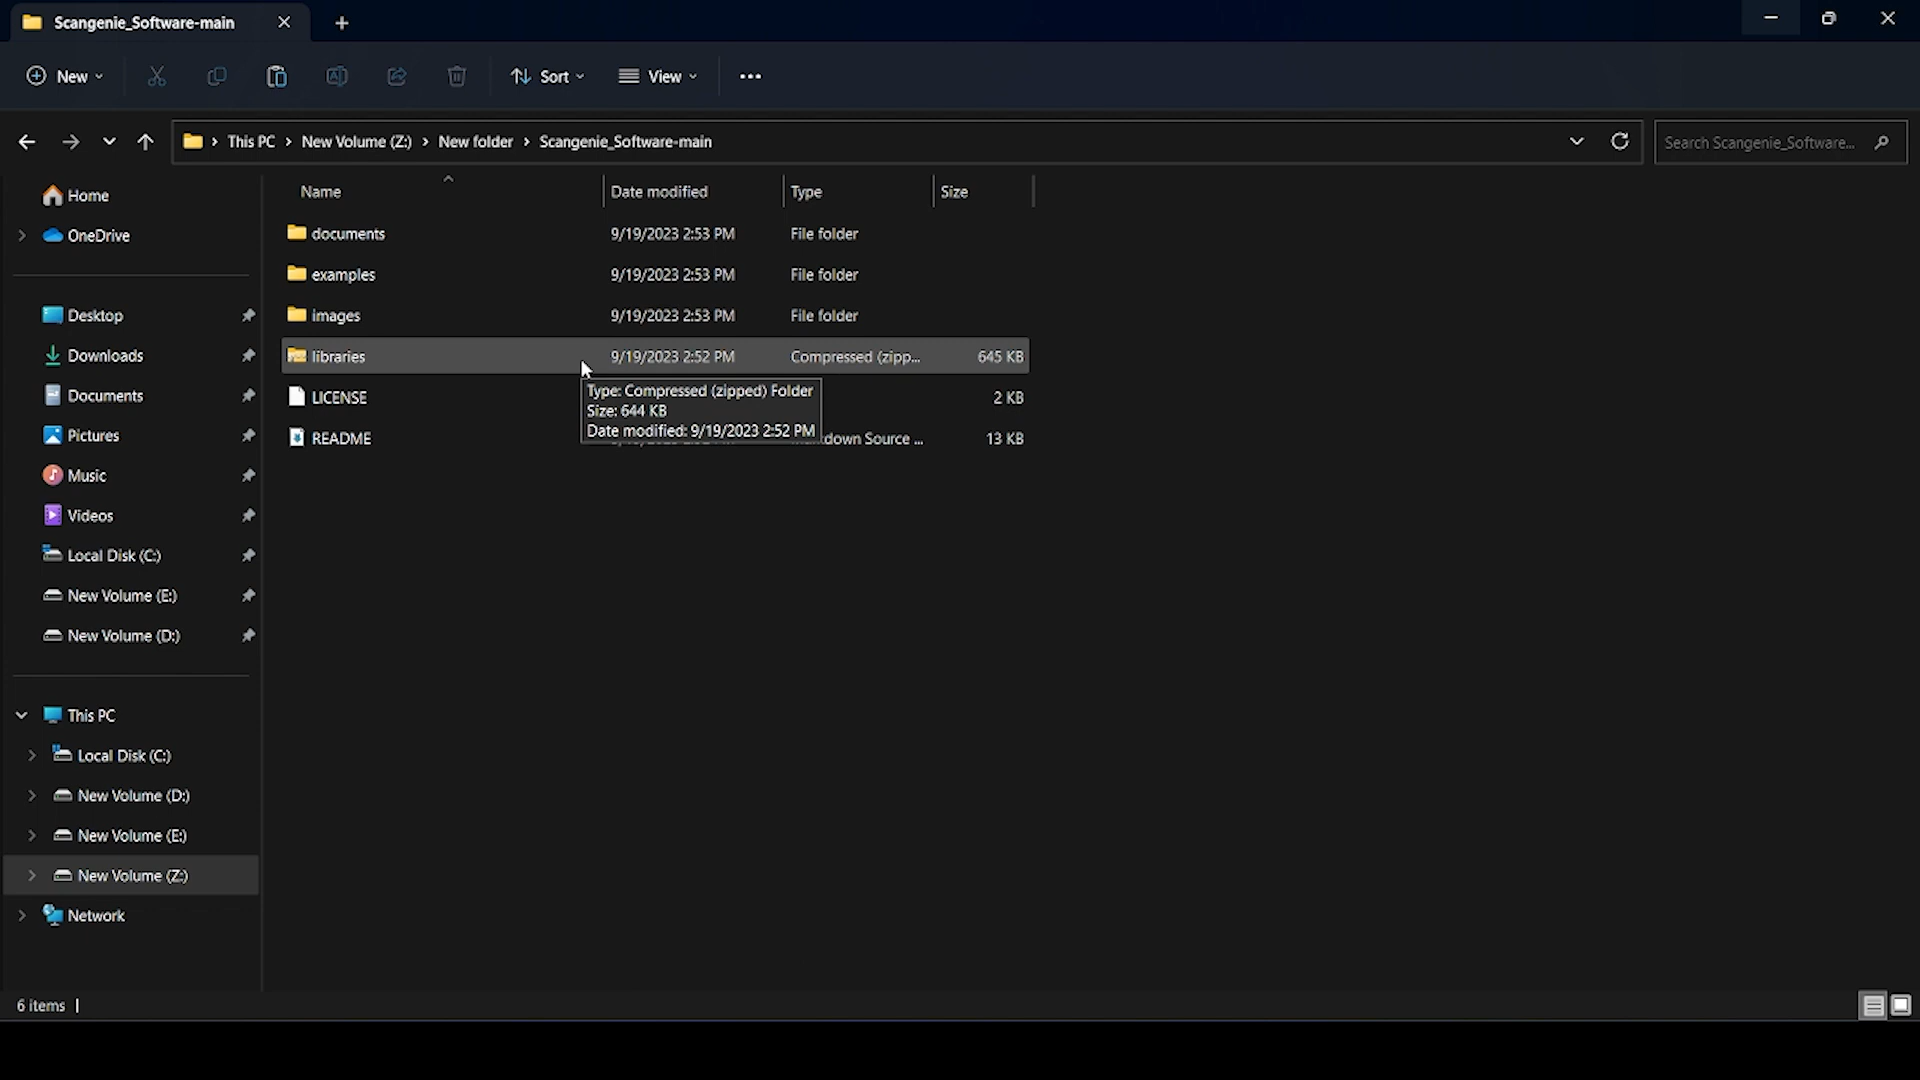 Scangenie_Software-main
New
Sort
View
This PC > New Volume (Z:) > New folder > Scangenie_Software-main
Search Scangenie_Software...
Name Date modified Type Size
documents 9/19/2023 2:53 PM File folder
examples 9/19/2023 2:53 PM File folder
images 9/19/2023 2:53 PM File folder
libraries 9/19/2023 2:52 PM Compressed (zipp... 645 KB
LICENSE 2 KB
README down Source ... 13 KB
Type: Compressed (zipped) Folder
Size: 644 KB
Date modified: 9/19/2023 2:52 PM
Home
OneDrive
Desktop
Downloads
Documents
Pictures
Music
Videos
Local Disk (C:)
New Volume (E:)
New Volume (D:)
This PC
Local Disk (C:)
New Volume (D:)
New Volume (E:)
New Volume (Z:)
Network
6 items